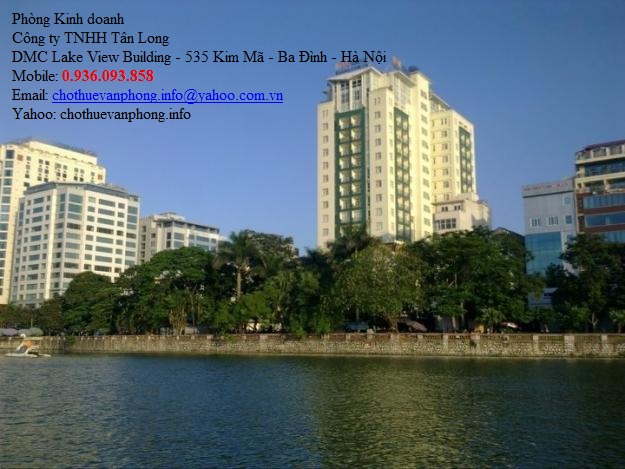 Phòng Kinh doanh
Công ty TNHH Tân Long
DMC Lake View Building - 535 Kim Mã - Ba Đình - Hà Nội
Mobile: 0.936.093.858
Email: chothuevanphong.info@yahoo.com.vn
Yahoo: chothuevanphong.info